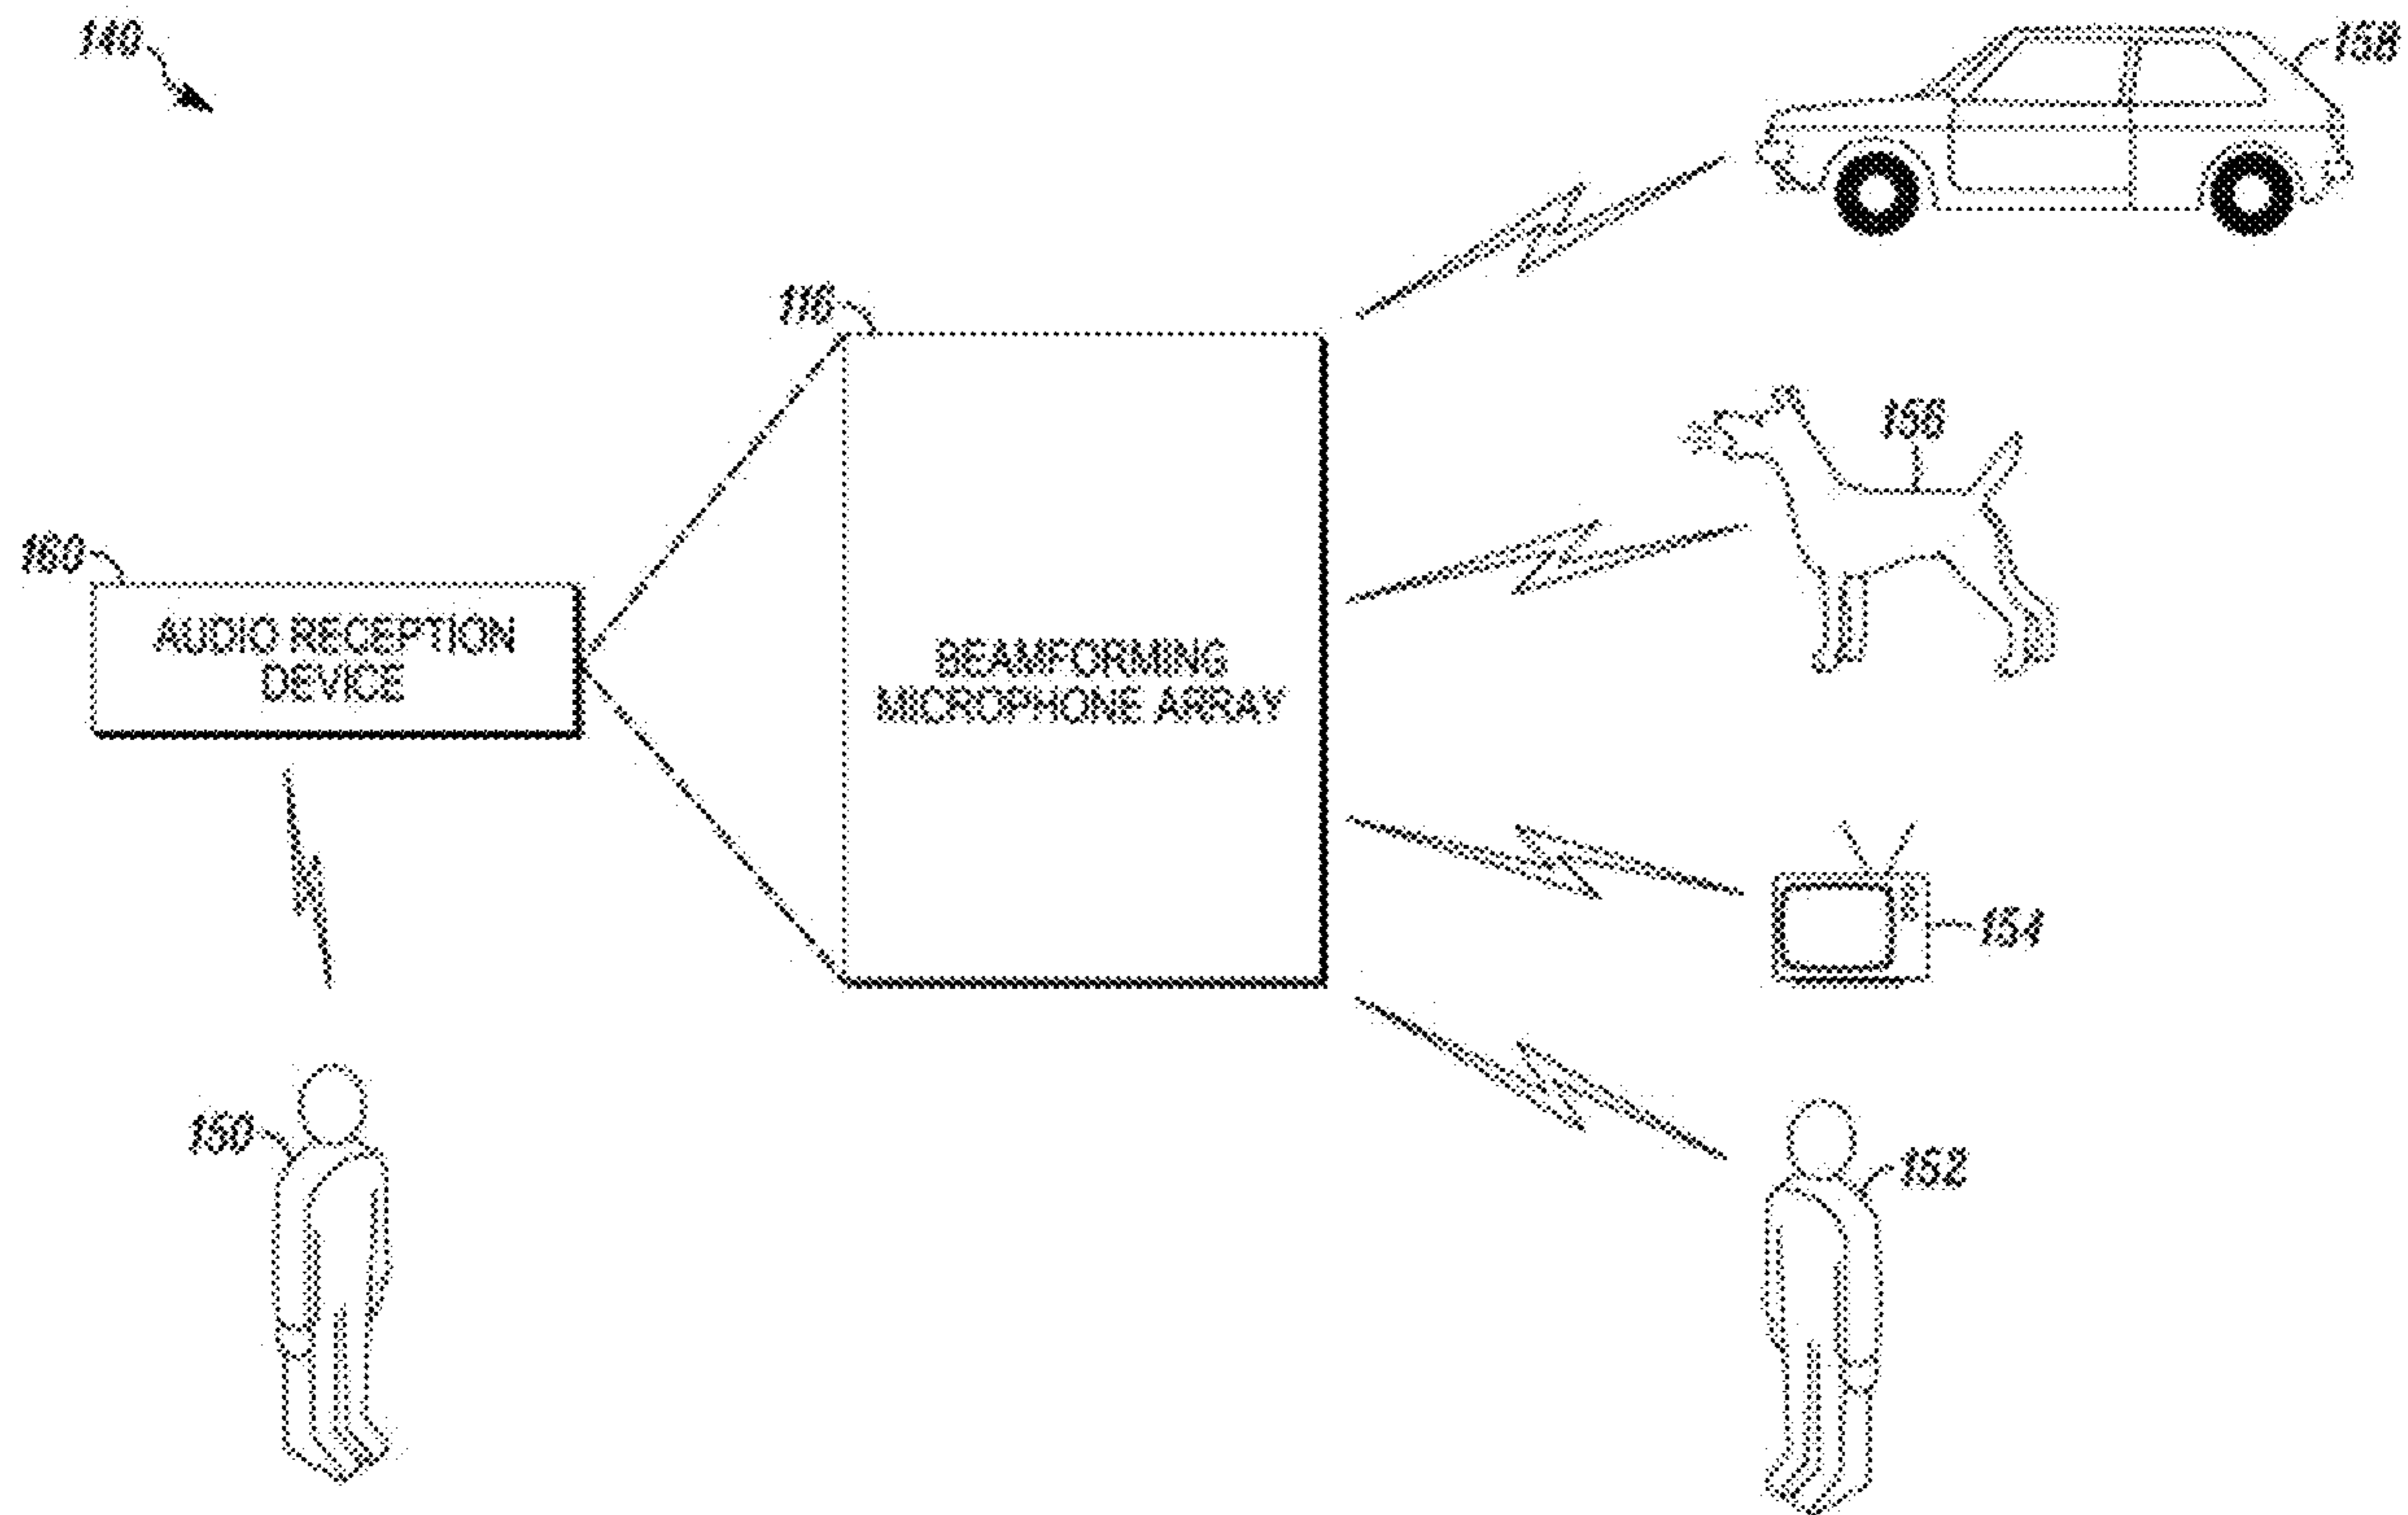 140
158
116
156
160
AUDIO RECEPTION
DEVICE
BEAMFORMING
MICROPHONE ARRAY
154
150
152